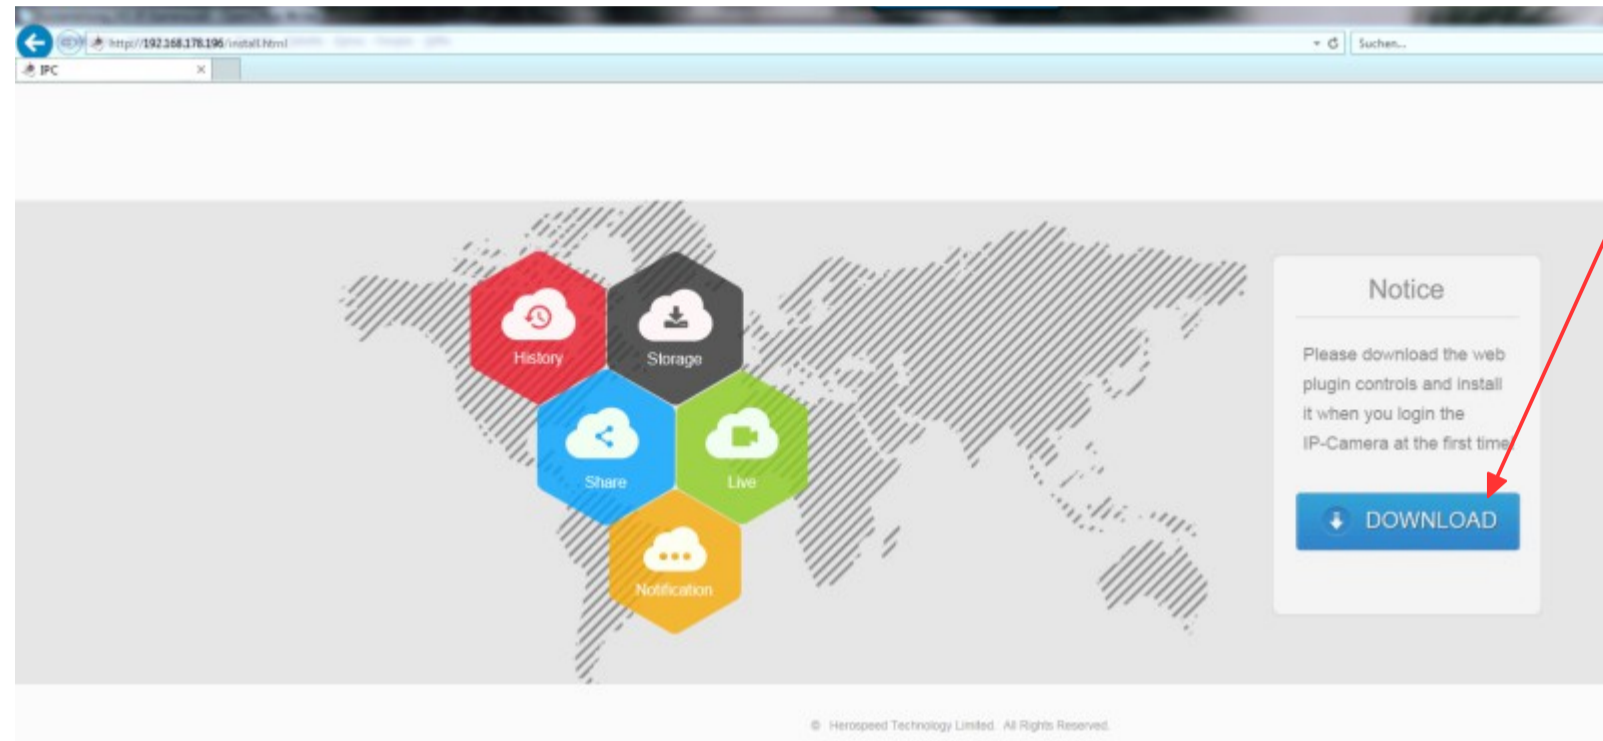 http://192.168.178.196/install.html
Suchen...
IPC
Notice
History
Storage
Please download the web
plugin controls and install
it when you login the
IP-Camera at the first time!
Share
Live
DOWNLOAD
Notification
© Herospeed Technology Limited. All Rights Reserved.